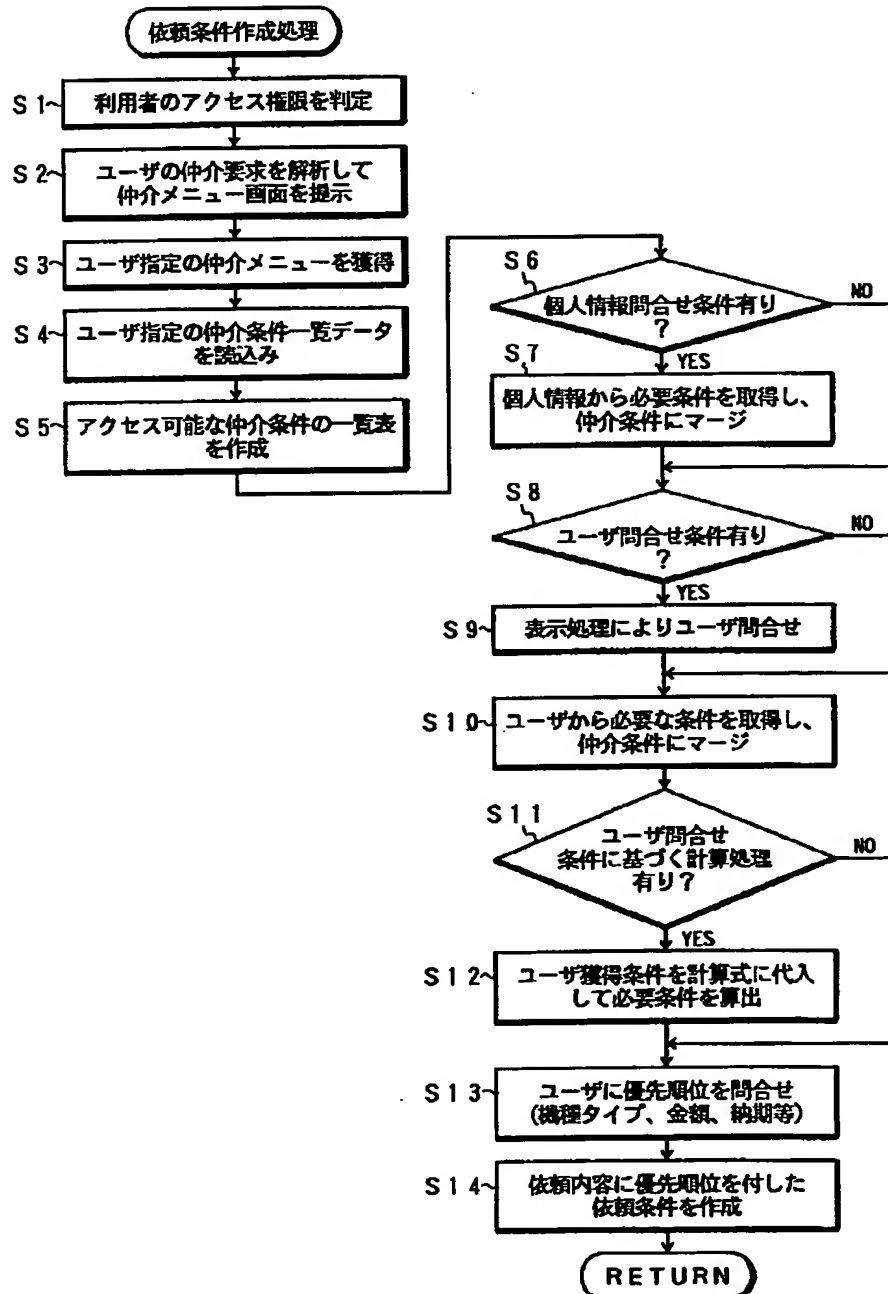 依頼条件作成処理
S1
利用者のアクセス権限を判定
S2
ユーザの仲介要求を解析して
仲介メニュー画面を提示
S3
ユーザ指定の仲介メニューを獲得
S4
ユーザ指定の仲介条件一覧データ
を読込み
S5
アクセス可能な仲介条件の一覧表
を作成
S6
個人情報問合せ条件有り
?
NO
YES
S7
個人情報から必要条件を取得し、
仲介条件にマージ
S8
ユーザ問合せ条件有り
?
NO
YES
S9
表示処理によりユーザ問合せ
S10
ユーザから必要な条件を取得し、
仲介条件にマージ
S11
ユーザ問合せ
条件に基づく計算処理
有り?
NO
YES
S12
ユーザ獲得条件を計算式に代入
して必要条件を算出
S13
ユーザに優先順位を問合せ
(機種タイプ、金額、納期等)
S14
依頼内容に優先順位を付した
依頼条件を作成
RETURN